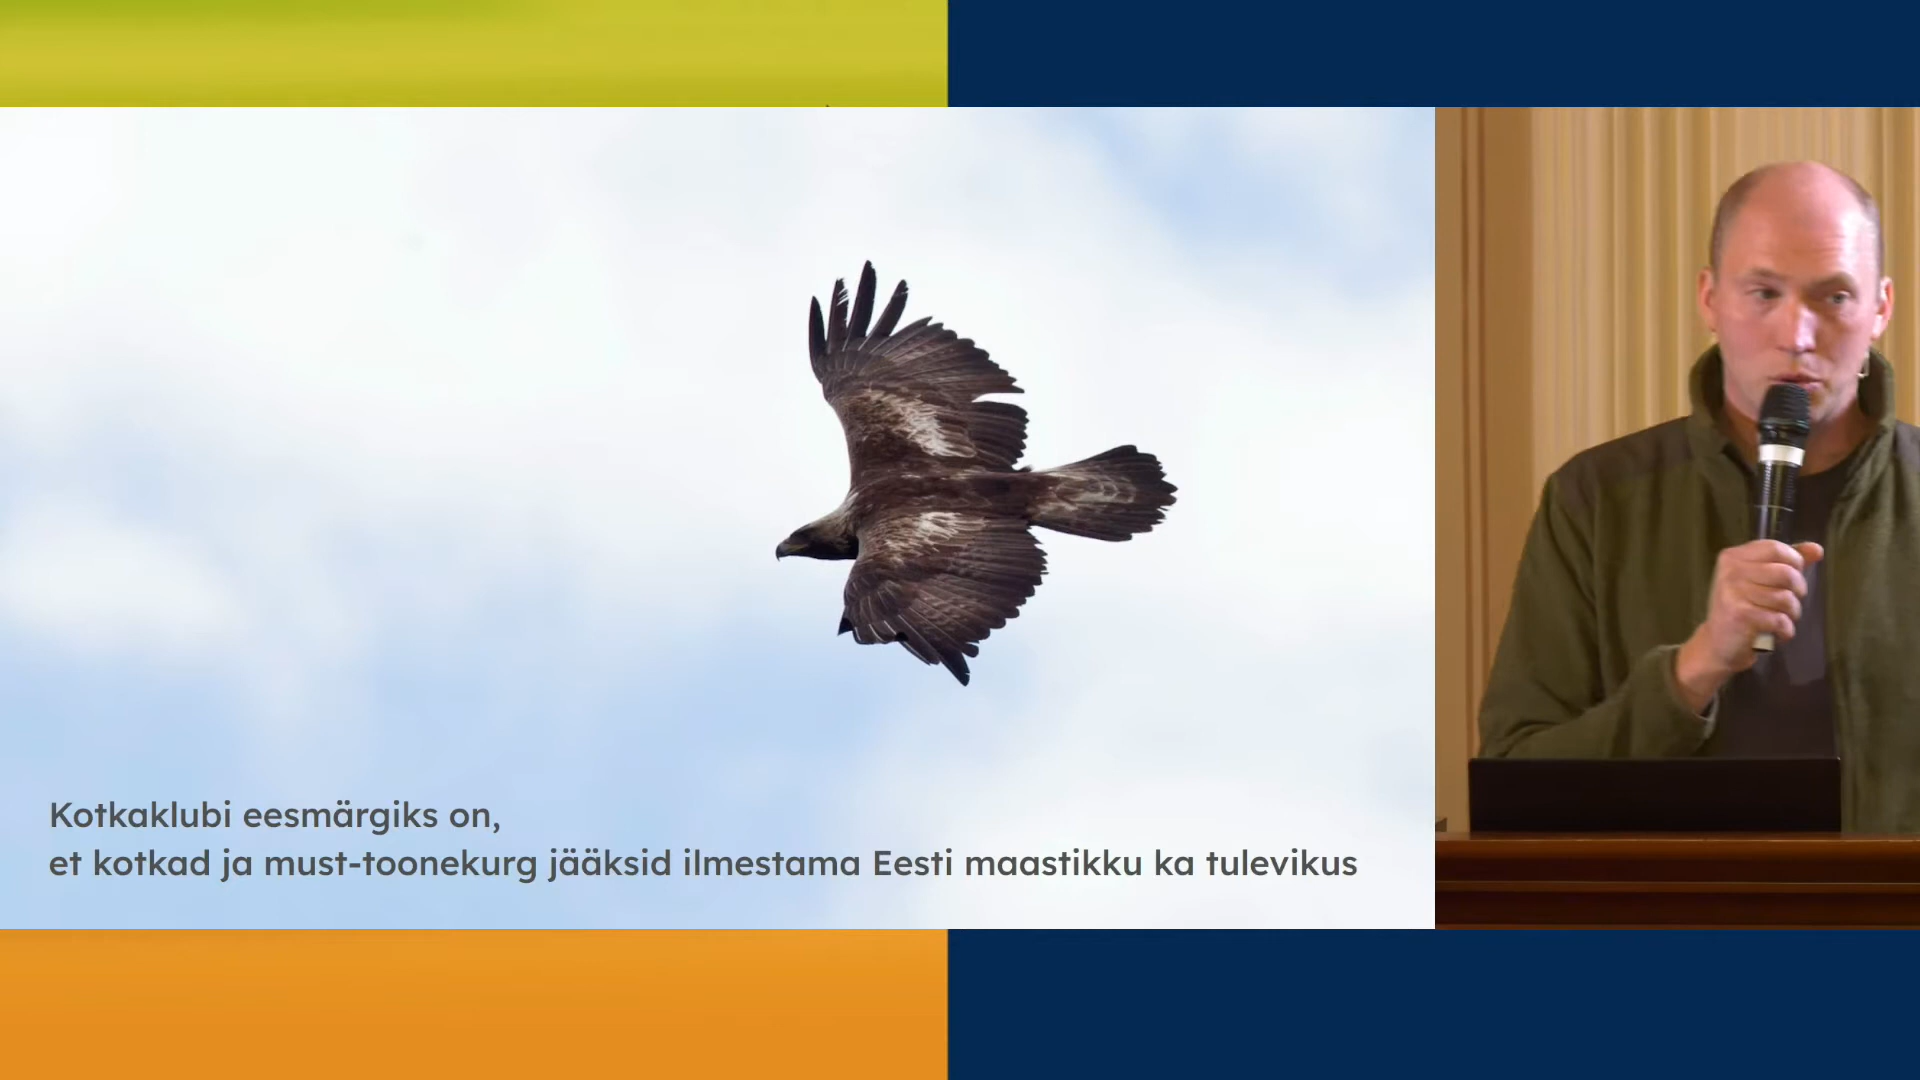 Kotkaklubi eesmärgiks on,
et kotkad ja must-toonekurg jääksid ilmestama Eesti maastikku ka tulevikus